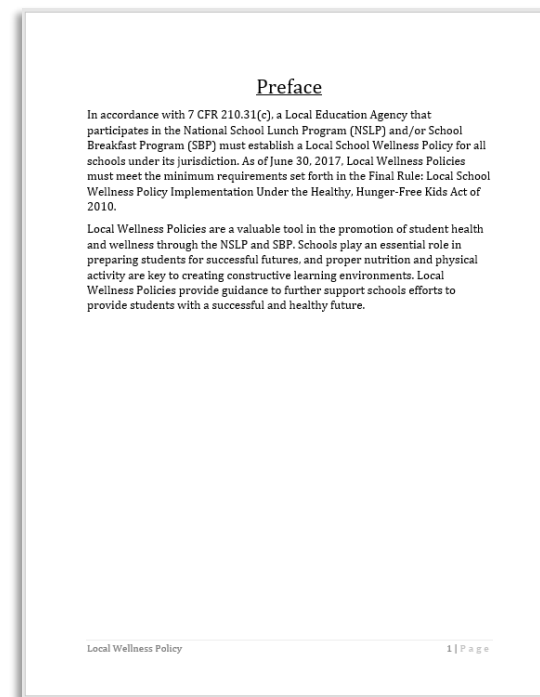 Preface
In accordance with 7 CFR 210.31(c), a Local Education Agency that
participates in the National School Lunch Program (NSLP) and/or School
Breakfast Program (SBP) must establish a Local School Wellness Policy for all
schools under its jurisdiction. As of June 30, 2017, Local Wellness Policies
must meet the minimum requirements set forth in the Final Rule: Local School
Wellness Policy Implementation Under the Healthy, Hunger-Free Kids Act of
2010.
Local Wellness Policies are a valuable tool in the promotion of student health
and wellness through the NSLP and SBP. Schools play an essential role in
preparing students for successful futures, and proper nutrition and physical
activity are key to creating constructive learning environments. Local
Wellness Policies provide guidance to further support schools efforts to
provide students with a successful and healthy future.
Local Wellness Policy 1 | P a g e